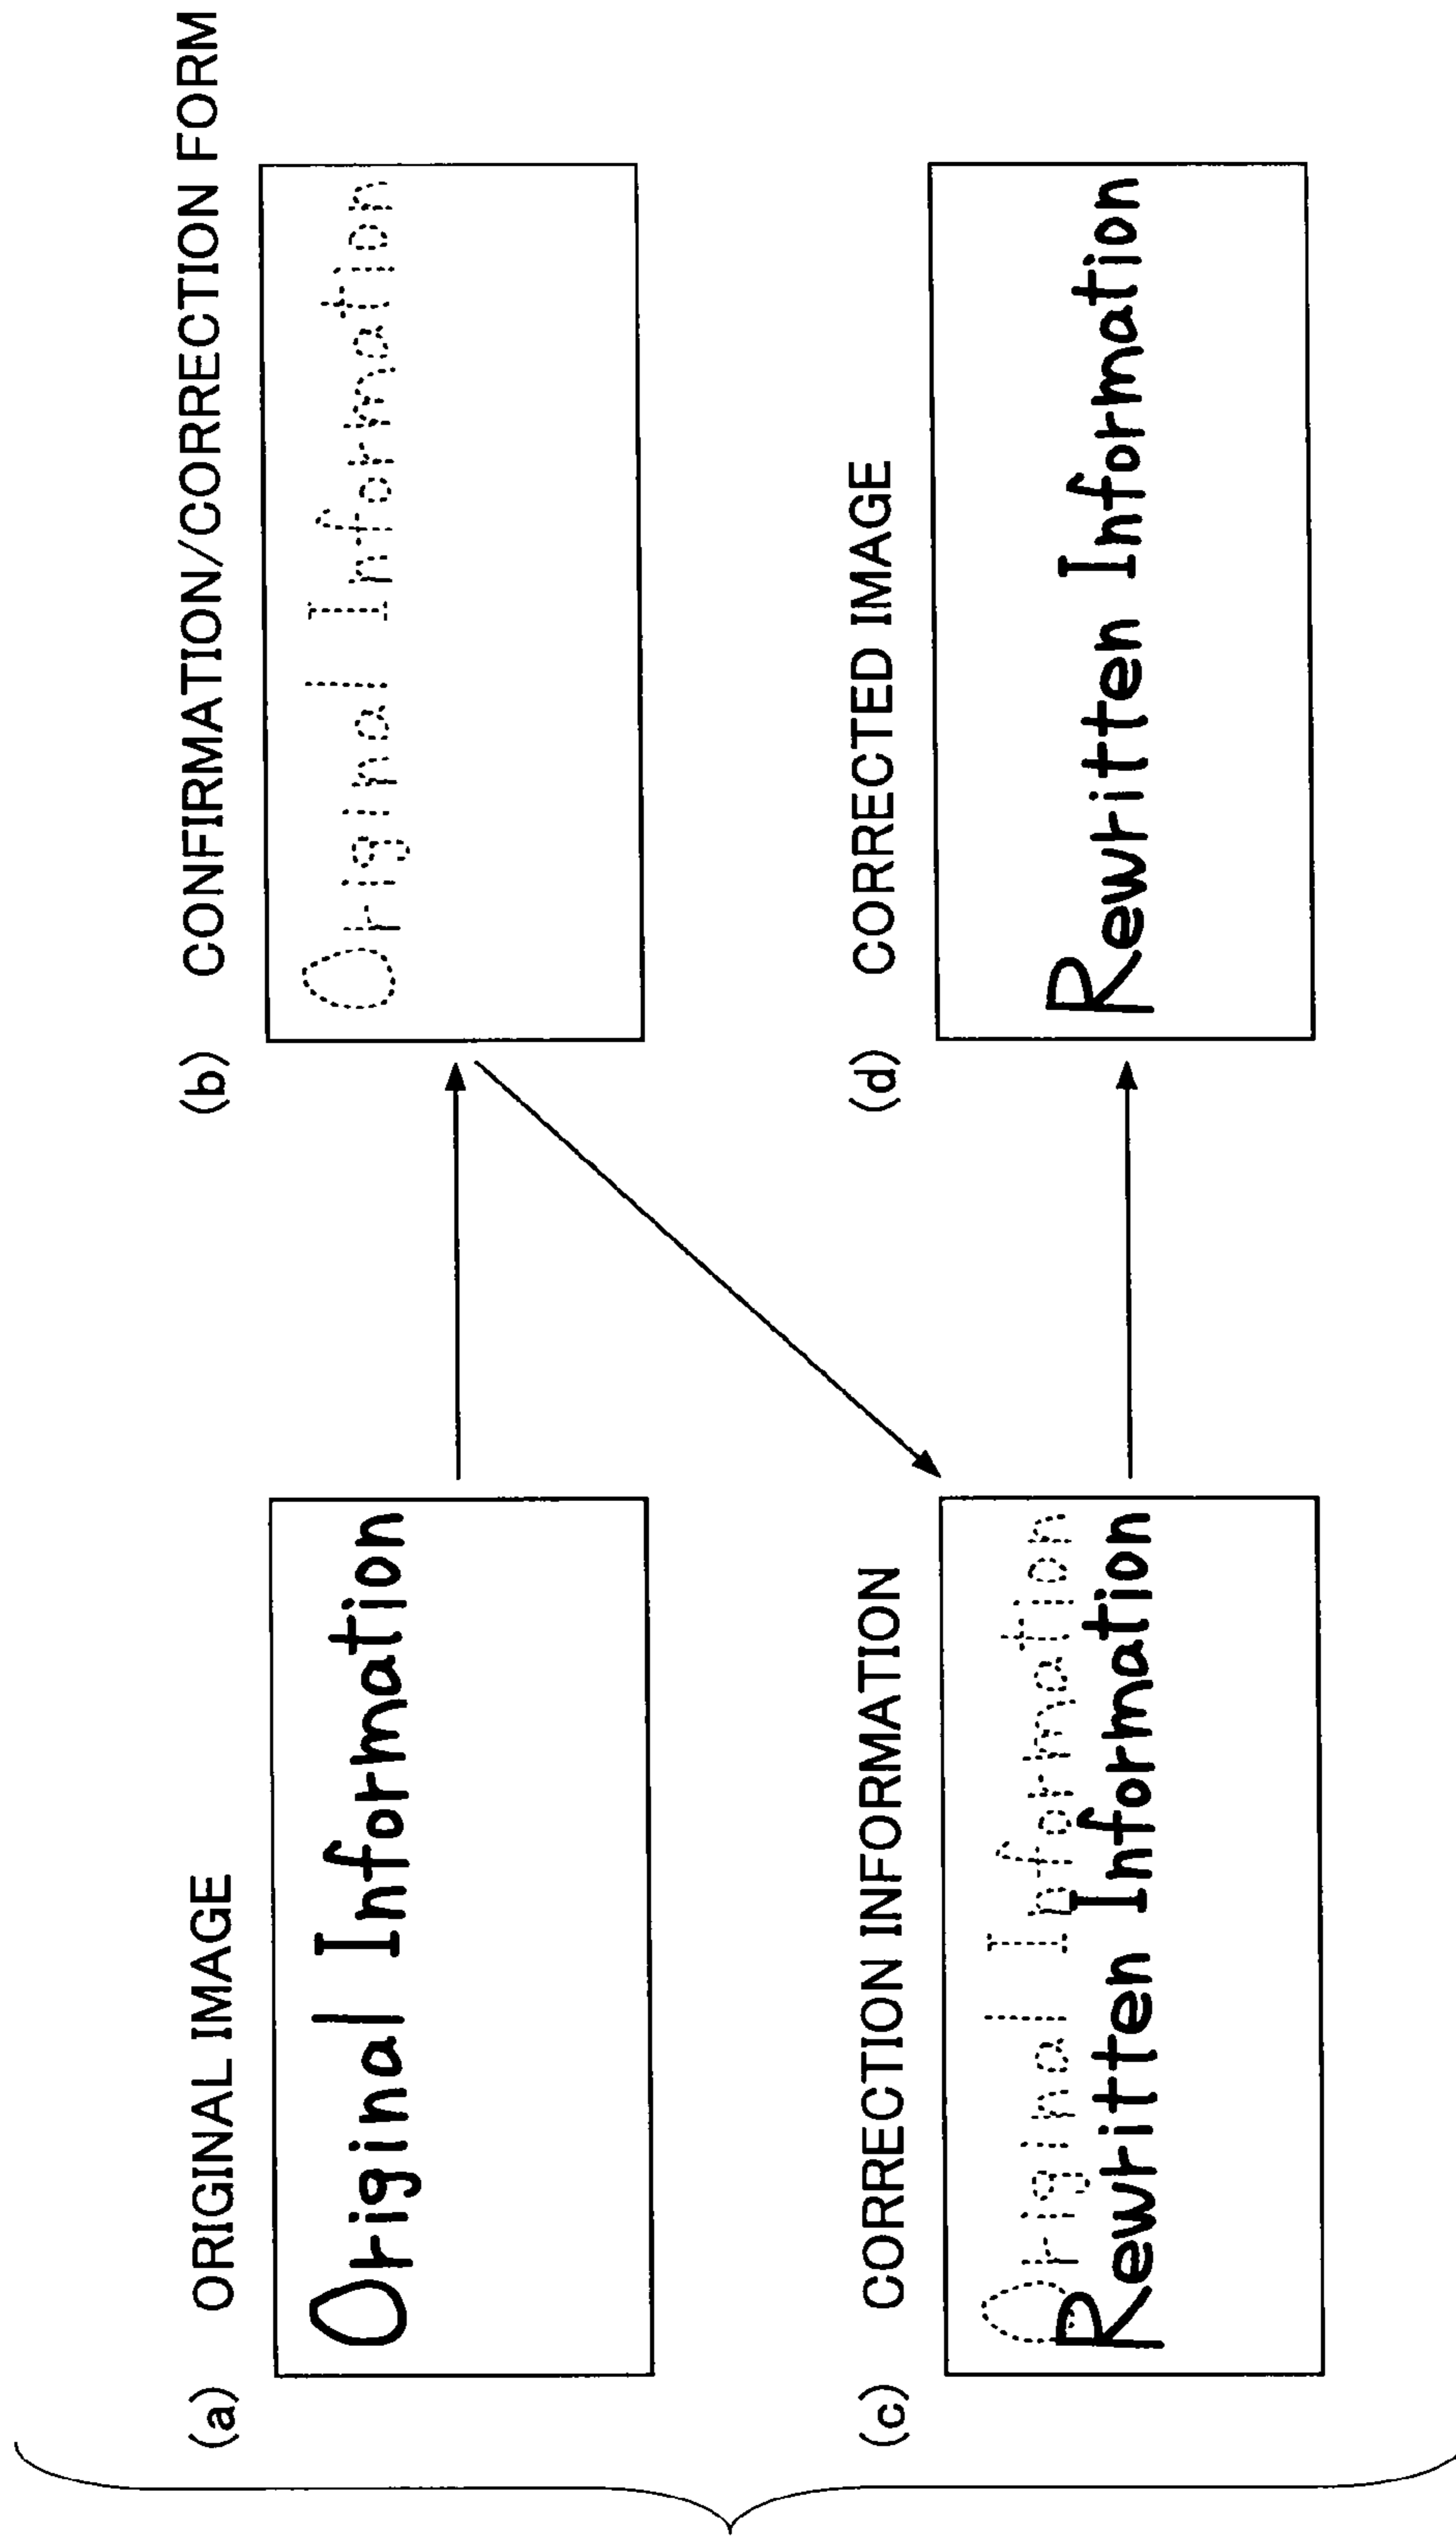 (a) ORIGINAL IMAGE
Original Information
(b) CONFIRMATION/CORRECTION FORM
Original Information
(c) CORRECTION INFORMATION
Original Information
Rewritten Information
(d) CORRECTED IMAGE
Rewritten Information